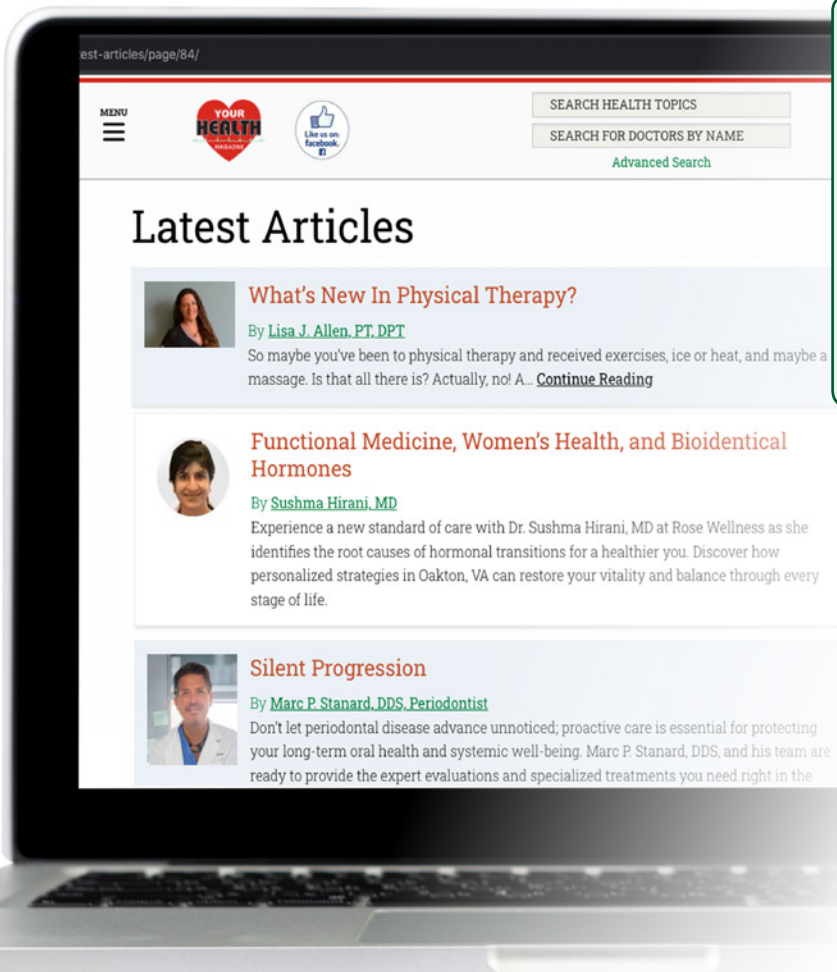 est-articles/page/84/
MENU
YOUR
HEALTH
MAGAZINE
Like us on
facebook.
f
SEARCH HEALTH TOPICS
SEARCH FOR DOCTORS BY NAME
Advanced Search
Latest Articles
What's New In Physical Therapy?
By Lisa J. Allen, PT, DPT
So maybe you've been to physical therapy and received exercises, ice or heat, and maybe a
massage. Is that all there is? Actually, no! A... Continue Reading
Functional Medicine, Women's Health, and Bioidentical
Hormones
By Sushma Hirani, MD
Experience a new standard of care with Dr. Sushma Hirani, MD at Rose Wellness as she
identifies the root causes of hormonal transitions for a healthier you. Discover how
personalized strategies in Oakton, VA can restore your vitality and balance through every
stage of life.
Silent Progression
By Marc P. Stanard, DDS, Periodontist
Don't let periodontal disease advance unnoticed; proactive care is essential for protecting
your long-term oral health and systemic well-being. Marc P. Stanard, DDS, and his team are
ready to provide the expert evaluations and specialized treatments you need right in the